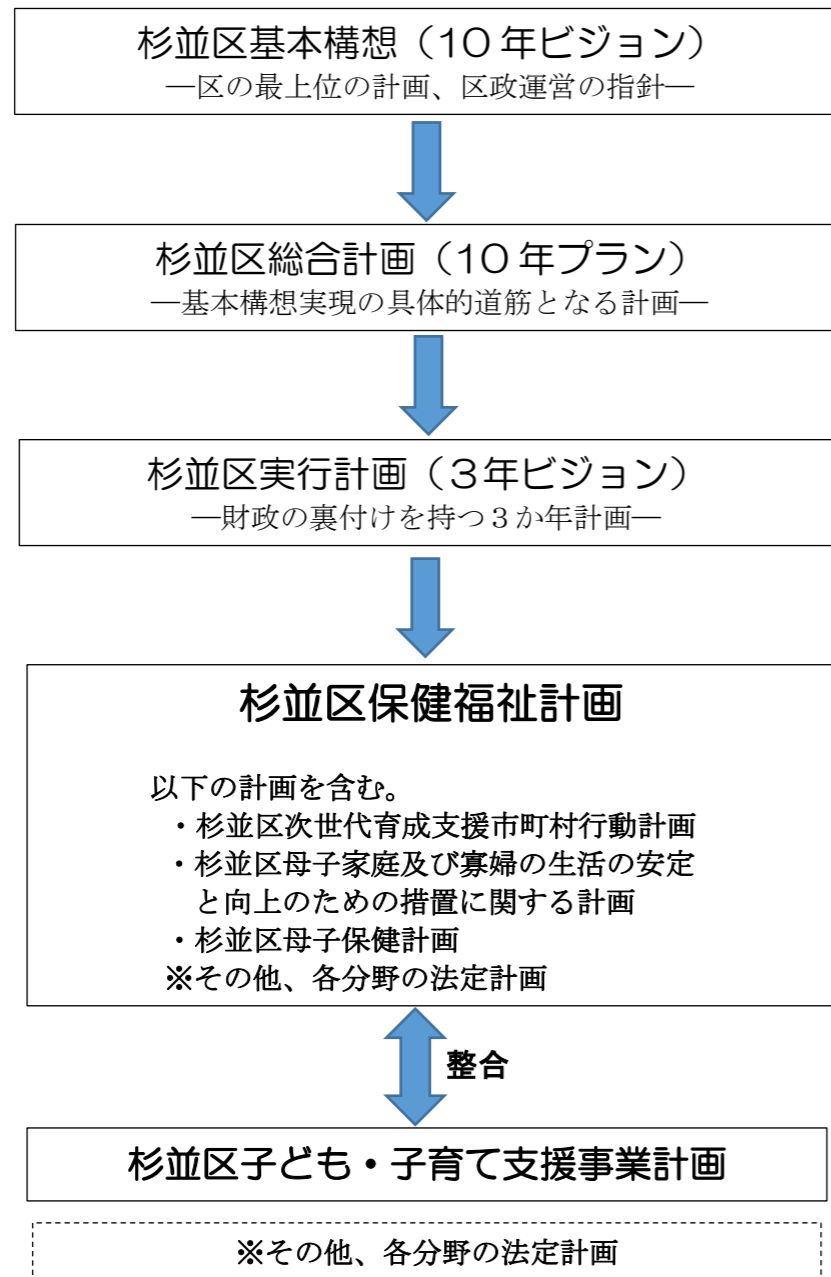 杉並区基本構想（10年ビジョン）
―区の最上位の計画、区政運営の指針―
杉並区総合計画（10年プラン）
―基本構想実現の具体的道筋となる計画―
杉並区実行計画（３年ビジョン）
―財政の裏付けを持つ３か年計画―
杉並区保健福祉計画
以下の計画を含む。
・杉並区次世代育成支援市町村行動計画
・杉並区母子家庭及び寡婦の生活の安定
と向上のための措置に関する計画
・杉並区母子保健計画
※その他、各分野の法定計画
整合
杉並区子ども・子育て支援事業計画
※その他、各分野の法定計画